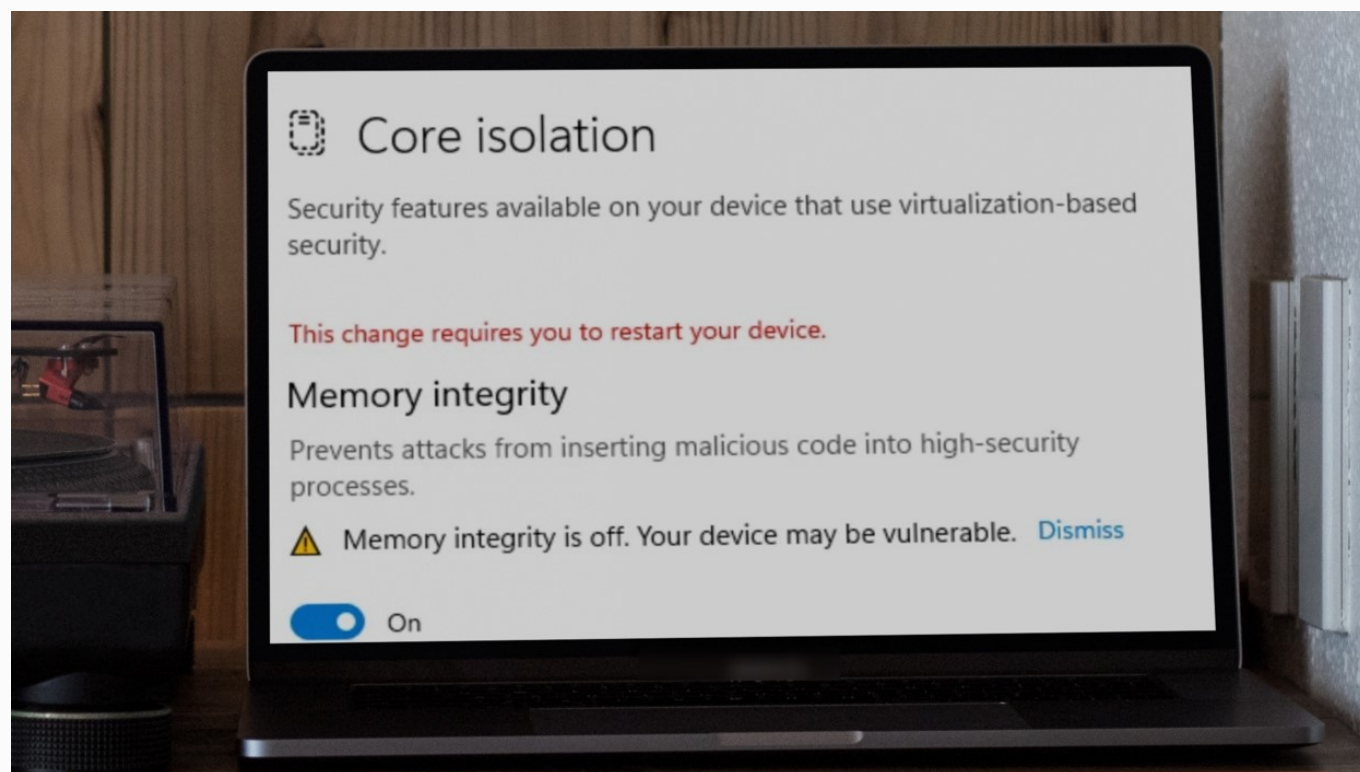 Core isolation
Security features available on your device that use virtualization-based
security.
This change requires you to restart your device.
Memory integrity
Prevents attacks from inserting malicious code into high-security
processes.
Memory integrity is off. Your device may be vulnerable. Dismiss
On